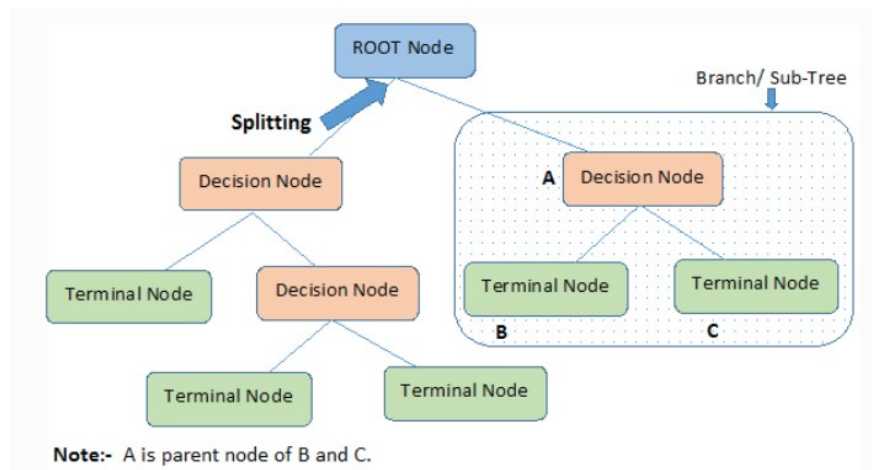 ROOT Node
Branch/ Sub-Tree
Splitting
Decision Node
A Decision Node
Terminal Node
Decision Node
Terminal Node
Terminal Node
B
C
Terminal Node
Terminal Node
Note:- A is parent node of B and C.